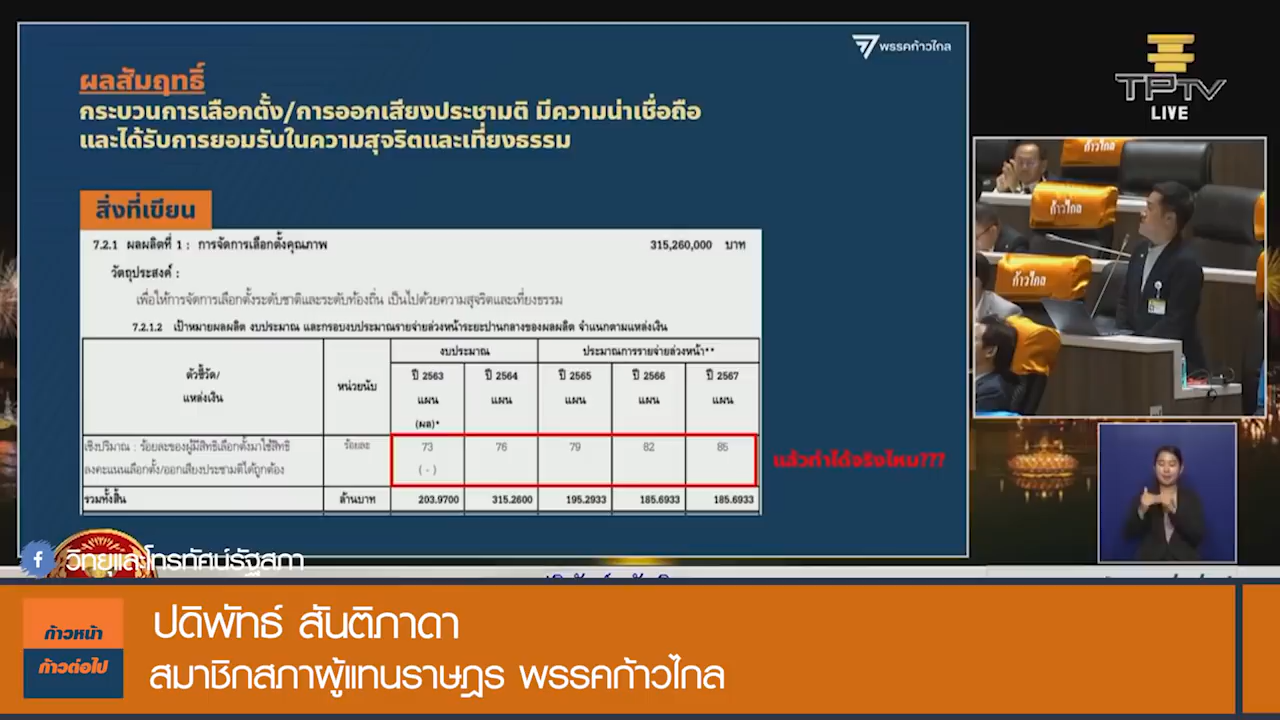 พรรคก้าวไกล
TPTV
LIVE
ผลสัมฤทธิ์
กระบวนการเลือกตั้ง/การออกเสียงประชามติ มีความน่าเชื่อถือ
และได้รับการยอมรับในความสุจริตและเที่ยงธรรม
สิ่งที่เขียน
7.2.1 ผลผลิตที่ 1 : การจัดการเลือกตั้งคุณภาพ 315,260,000 บาท
วัตถุประสงค์ :
เพื่อให้การจัดการเลือกตั้งระดับชาติและระดับท้องถิ่น เป็นไปด้วยความสุจริตและเที่ยงธรรม
7.2.1.2 เป้าหมายผลผลิต งบประมาณ และกรอบงบประมาณรายจ่ายล่วงหน้าระยะปานกลางของผลผลิต จำแนกตามแหล่งเงิน
ตัวชี้วัด/
แหล่งเงิน
หน่วยนับ
งบประมาณ ประมาณการรายจ่ายล่วงหน้า**
ปี 2563 ปี 2564 ปี 2565 ปี 2566 ปี 2567
แผน แผน แผน แผน แผน
(ผล)*
เชิงปริมาณ : ร้อยละของผู้มีสิทธิเลือกตั้งมาใช้สิทธิ ร้อยละ 73 76 79 82 85
ลงคะแนนเลือกตั้ง/ออกเสียงประชามติได้ถูกต้อง ( - )
รวมทั้งสิ้น ล้านบาท 203.9700 315.2600 195.2933 185.6933 185.6933
แล้วทำได้จริงไหม???
ก้าวไกล
ก้าวไกล
ก้าวไกล
วิทยุและโทรทัศน์รัฐสภา
ก้าวหน้า
ก้าวต่อไป
ปดิพัทธ์ สันติภาดา
สมาชิกสภาผู้แทนราษฎร พรรคก้าวไกล